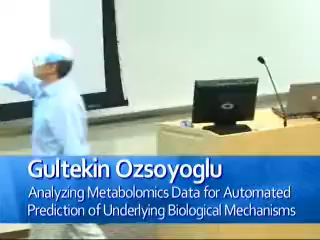 Gultekin Ozsoyoglu
Analyzing Metabolomics Data for Automated
Prediction of Underlying Biological Mechanisms